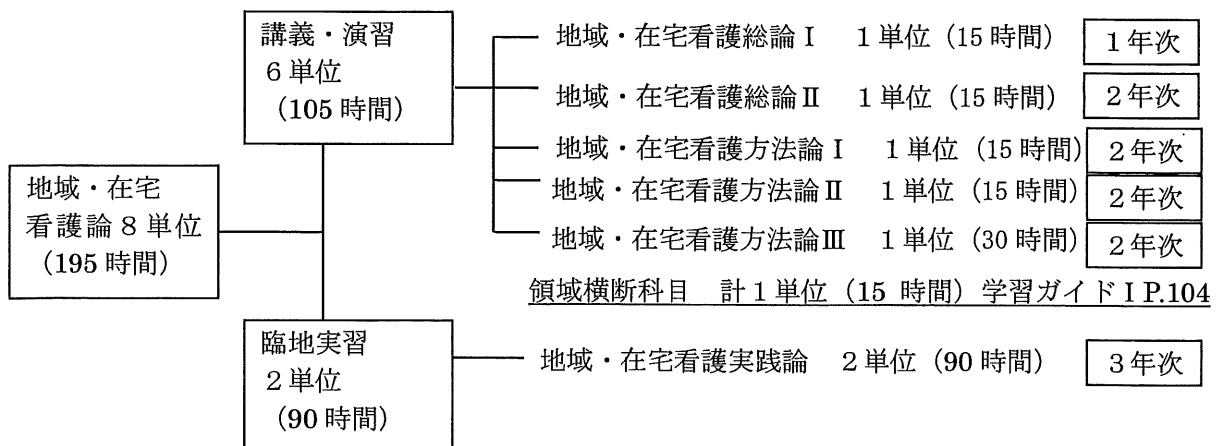 地域・在宅
看護論8単位
(195時間)
講義・演習
6単位
(105時間)
地域・在宅看護総論Ⅰ 1単位(15時間) 1年次
地域・在宅看護総論Ⅱ 1単位(15時間) 2年次
地域・在宅看護方法論Ⅰ 1単位(15時間) 2年次
地域・在宅看護方法論Ⅱ 1単位(15時間) 2年次
地域・在宅看護方法論Ⅲ 1単位(30時間) 2年次
領域横断科目 計1単位(15時間)学習ガイドⅠP.104
臨地実習
2単位
(90時間)
地域・在宅看護実践論 2単位(90時間) 3年次